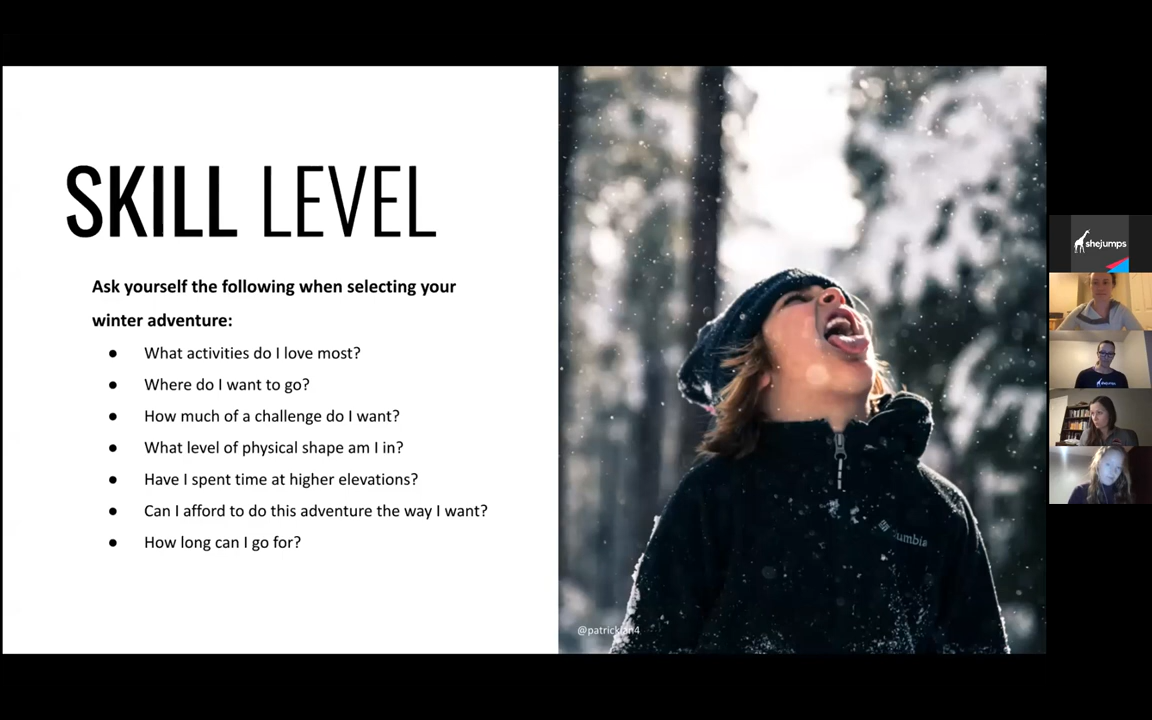 SKILL LEVEL
Ask yourself the following when selecting your
winter adventure:
● What activities do I love most?
● Where do I want to go?
● How much of a challenge do I want?
● What level of physical shape am I in?
● Have I spent time at higher elevations?
● Can I afford to do this adventure the way I want?
● How long can I go for?
umbia
@patrickian4
shejumps